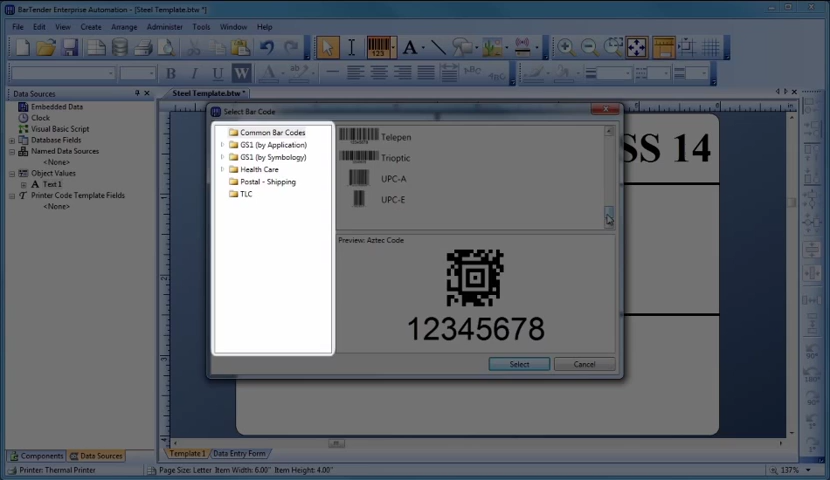 BarTender Enterprise Automation - [Steel Template.btw *]
File Edit View Create Arrange Administer Tools Window Help
Data Sources
Steel Template.btw *
Embedded Data
Clock
Visual Basic Script
Database Fields
Named Data Sources
<None>
Object Values
Text 1
Printer Code Template Fields
<None>
SS 14
Select Bar Code
Common Bar Codes
GS1 (by Application)
GS1 (by Symbology)
Health Care
Postal - Shipping
TLC
Telepen
Trioptic
UPC-A
UPC-E
Preview: Aztec Code
12345678
Select Cancel
Components Data Sources
Template 1 Data Entry Form
Printer: Thermal Printer Page Size: Letter Item Width: 6.00" Item Height: 4.00" 137%